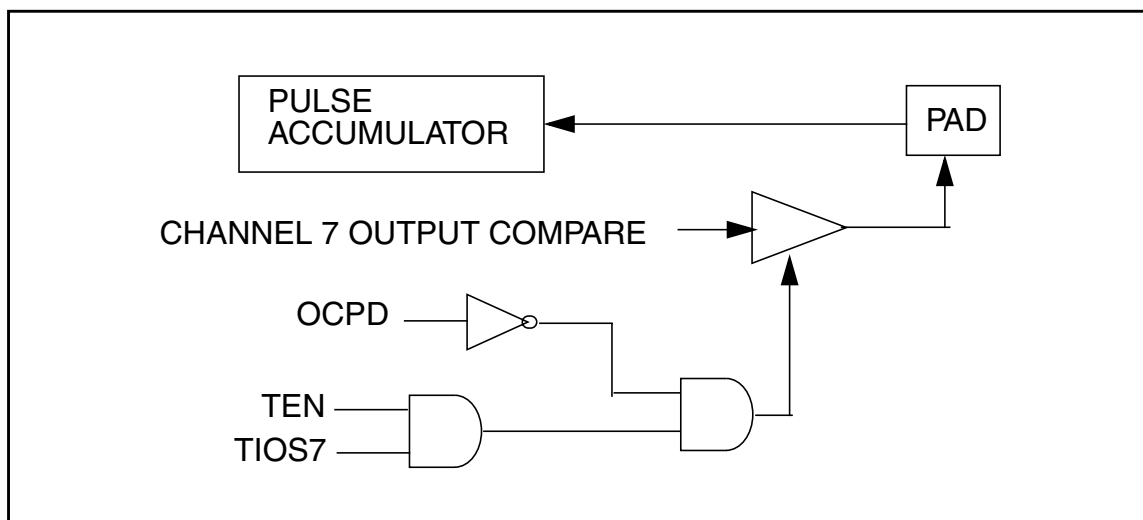 PULSE
ACCUMULATOR
PAD
CHANNEL 7 OUTPUT COMPARE
OCPD
TEN
TIOS7